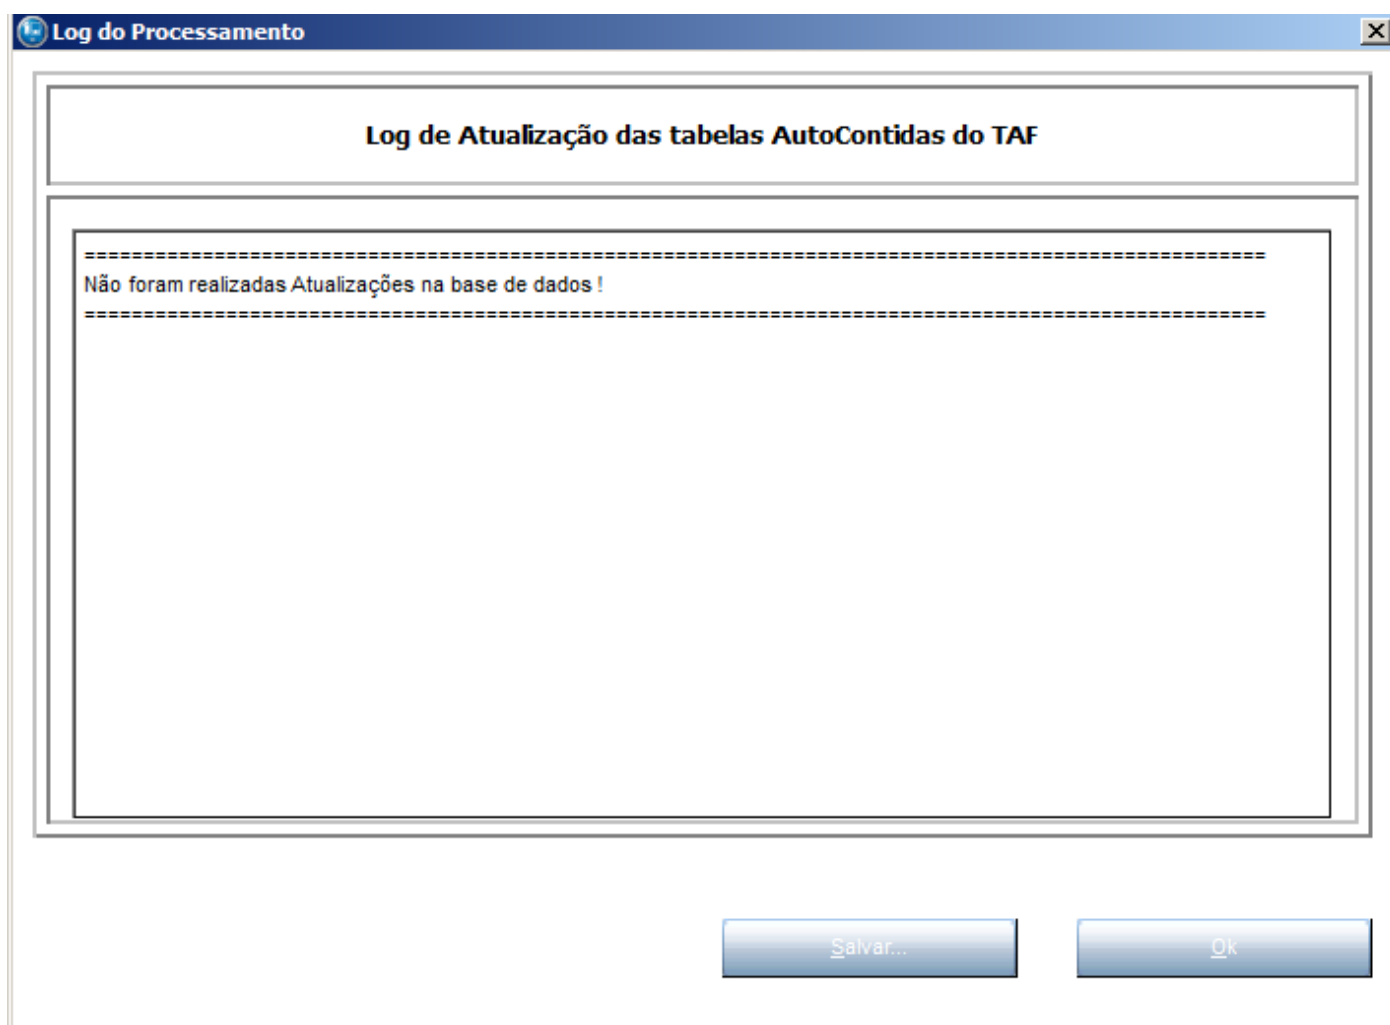 Log do Processamento
Log de Atualização das tabelas AutoContidas do TAF
====================================================================================================
Não foram realizadas Atualizações na base de dados !
====================================================================================================
Salvar...
Ok